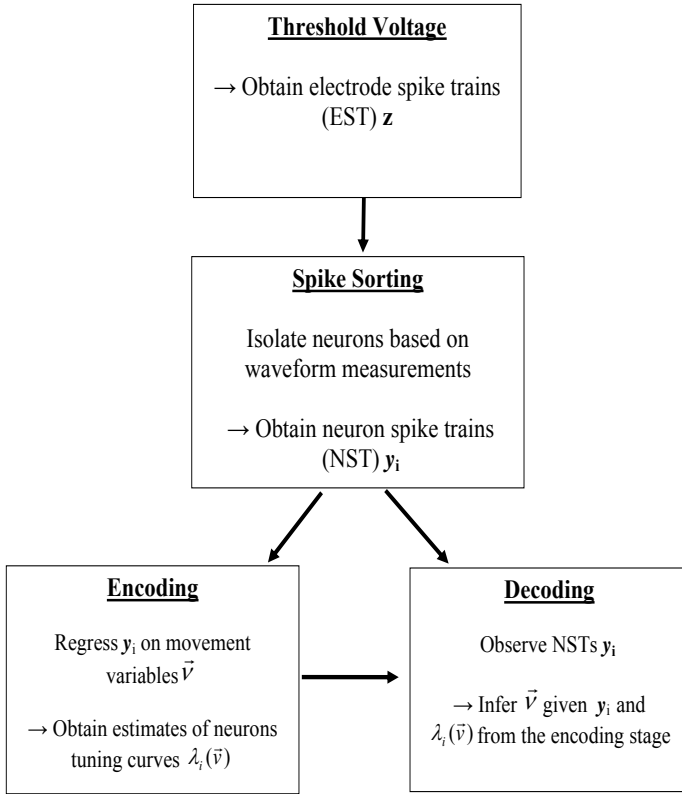 Threshold Voltage
→ Obtain electrode spike trains
(EST) z
Spike Sorting
Isolate neurons based on
waveform measurements
→ Obtain neuron spike trains
(NST) yᵢ
Encoding
Regress yᵢ on movement
variables v⃗
→ Obtain estimates of neurons
tuning curves λᵢ(v⃗)
Decoding
Observe NSTs yᵢ
→ Infer v⃗ given yᵢ and
λᵢ(v⃗) from the encoding stage